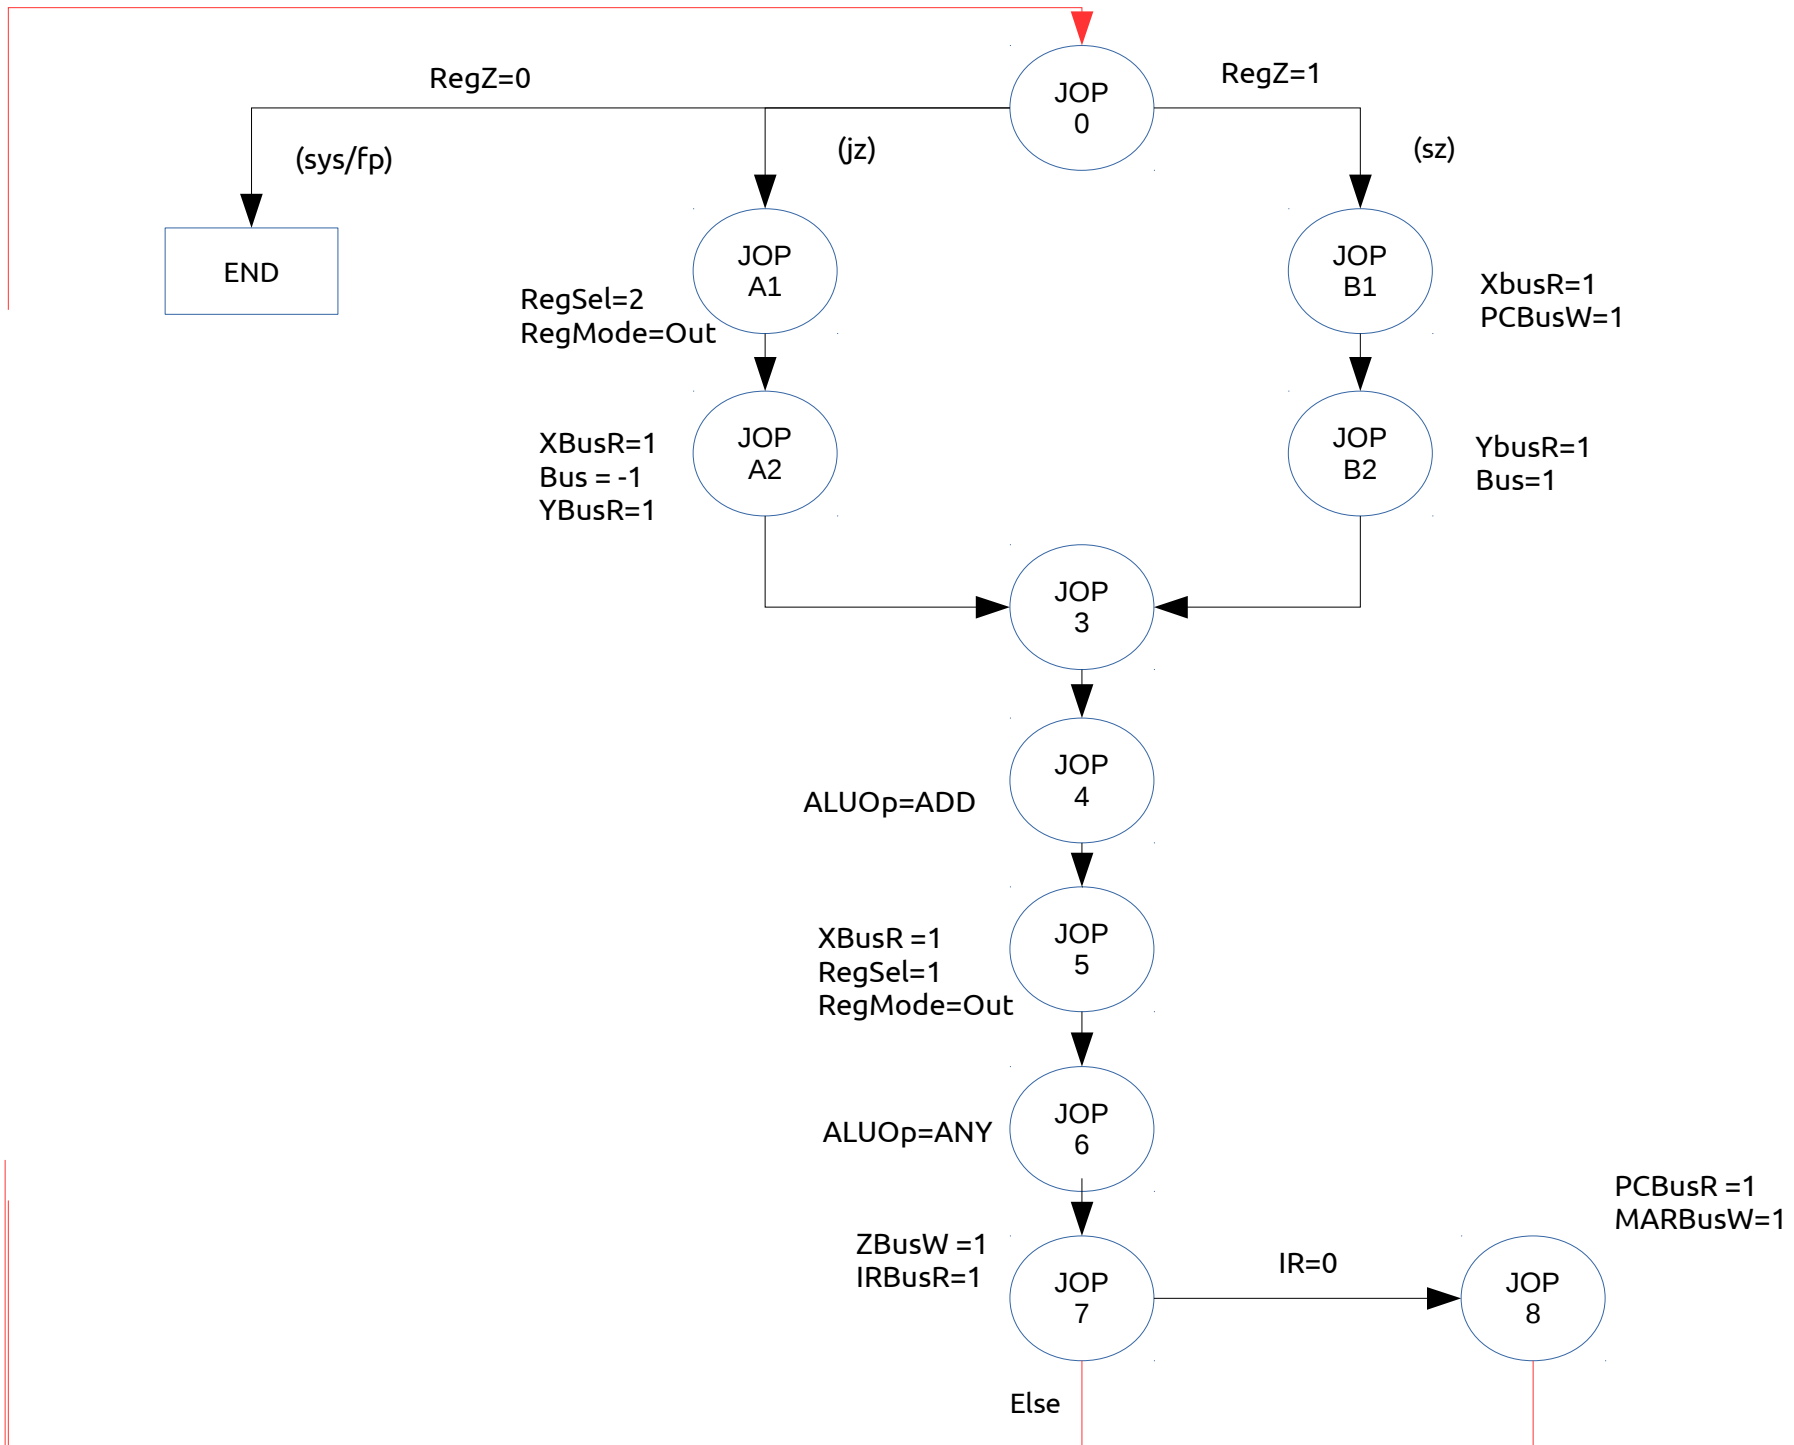 JOP
0
RegZ=0
RegZ=1
(sys/fp)
(jz)
(sz)
END
JOP
A1
RegSel=2
RegMode=Out
JOP
B1
XbusR=1
PCBusW=1
JOP
A2
XBusR=1
Bus = -1
YBusR=1
JOP
B2
YbusR=1
Bus=1
JOP
3
JOP
4
ALUOp=ADD
JOP
5
XBusR =1
RegSel=1
RegMode=Out
JOP
6
ALUOp=ANY
JOP
7
ZBusW =1
IRBusR=1
IR=0
JOP
8
PCBusR =1
MARBusW=1
Else